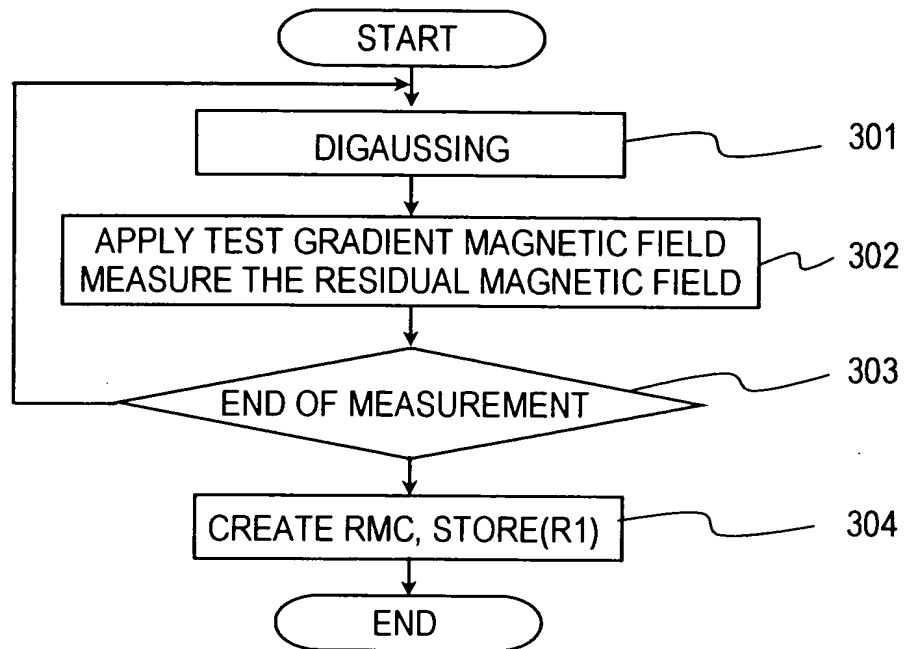 START
DIGAUSSING
301
APPLY TEST GRADIENT MAGNETIC FIELD
MEASURE THE RESIDUAL MAGNETIC FIELD
302
END OF MEASUREMENT
303
CREATE RMC, STORE(R1)
304
END